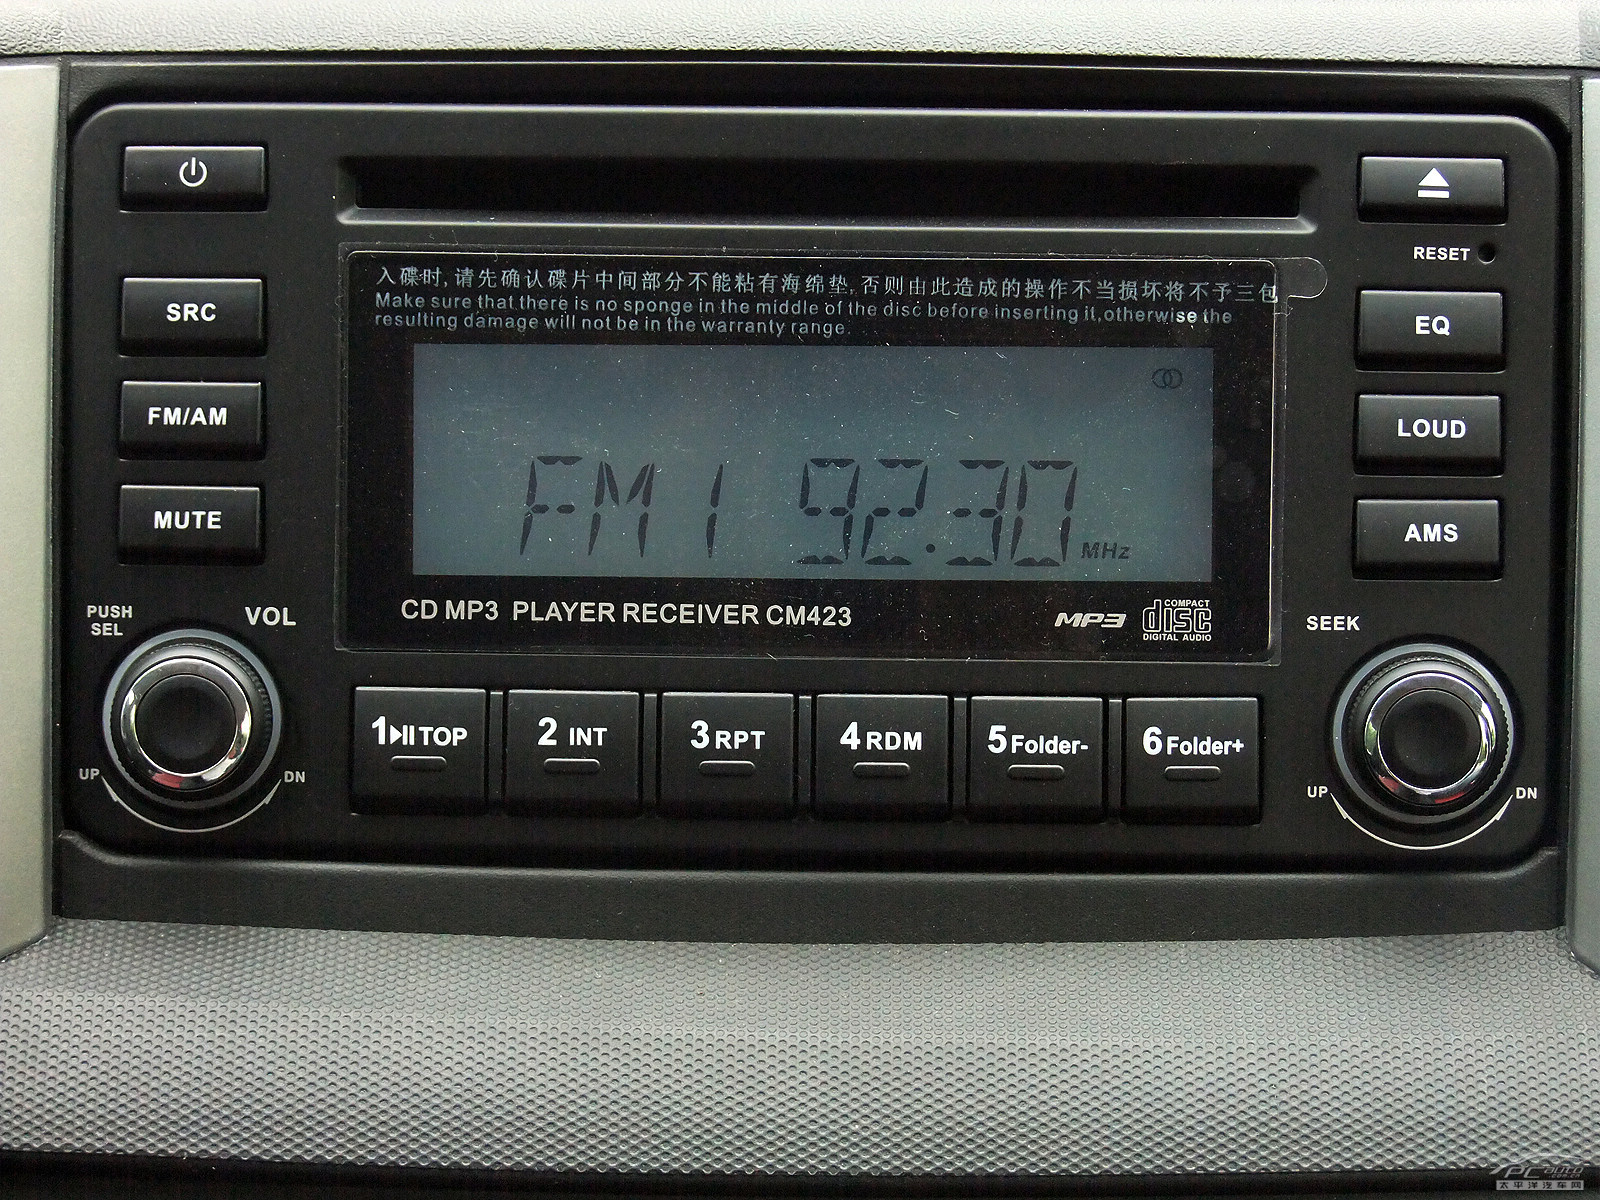 入碟时,请先确认碟片中间部分不能粘有海绵垫,否则由此造成的操作不当损坏将不予三包
Make sure that there is no sponge in the middle of the disc before inserting it,otherwise the
resulting damage will not be in the warranty range.
RESET
SRC
EQ
FM/AM
LOUD
MUTE
AMS
FM1 92.30 MHz
CD MP3 PLAYER RECEIVER CM423
MP3
COMPACT
disc
DIGITAL AUDIO
PUSH
SEL
VOL
SEEK
1 TOP
2 INT
3 RPT
4 RDM
5 Folder-
6 Folder+
UP
DN
UP
DN
PCauto
太平洋汽车网